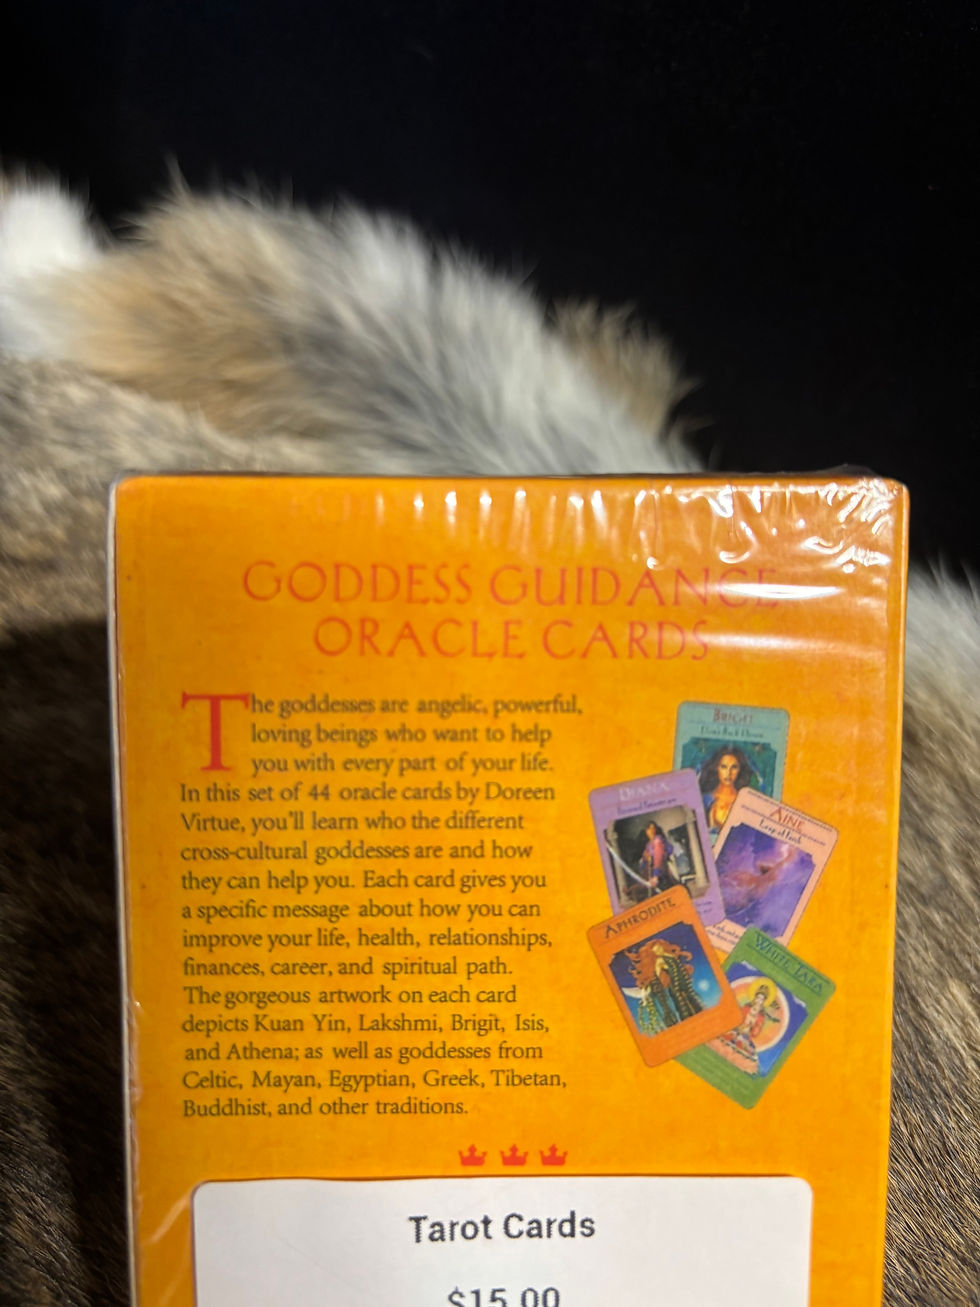 GODDESS GUIDANCE
ORACLE CARDS
The goddesses are angelic, powerful,
loving beings who want to help
you with every part of your life.
In this set of 44 oracle cards by Doreen
Virtue, you'll learn who the different
cross-cultural goddesses are and how
they can help you. Each card gives you
a specific message about how you can
improve your life, health, relationships,
finances, career, and spiritual path.
The gorgeous artwork on each card
depicts Kuan Yin, Lakshmi, Brigit, Isis,
and Athena; as well as goddesses from
Celtic, Mayan, Egyptian, Greek, Tibetan,
Buddhist, and other traditions.
BRIGIT
DIANA
AINE
Leap of Faith
APHRODITE
WHITE TARA
Tarot Cards
$15.00